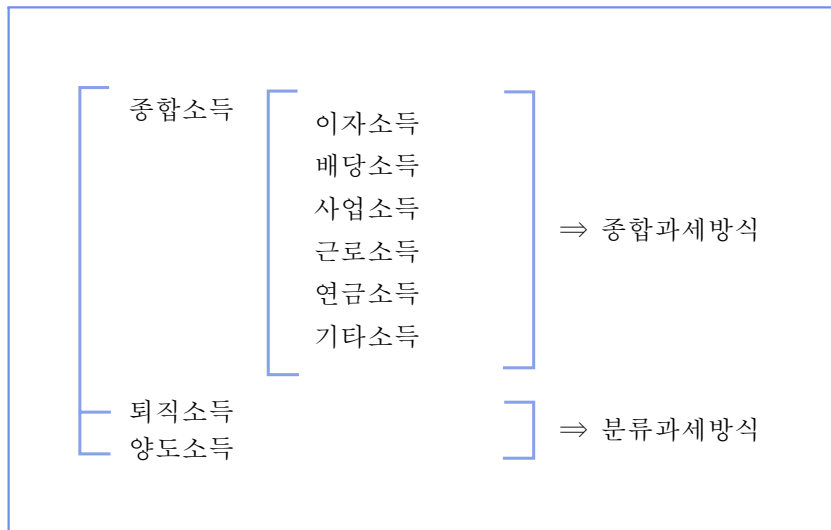 종합소득
이자소득
배당소득
사업소득
근로소득
연금소득
기타소득
⇒ 종합과세방식
퇴직소득
양도소득
⇒ 분류과세방식